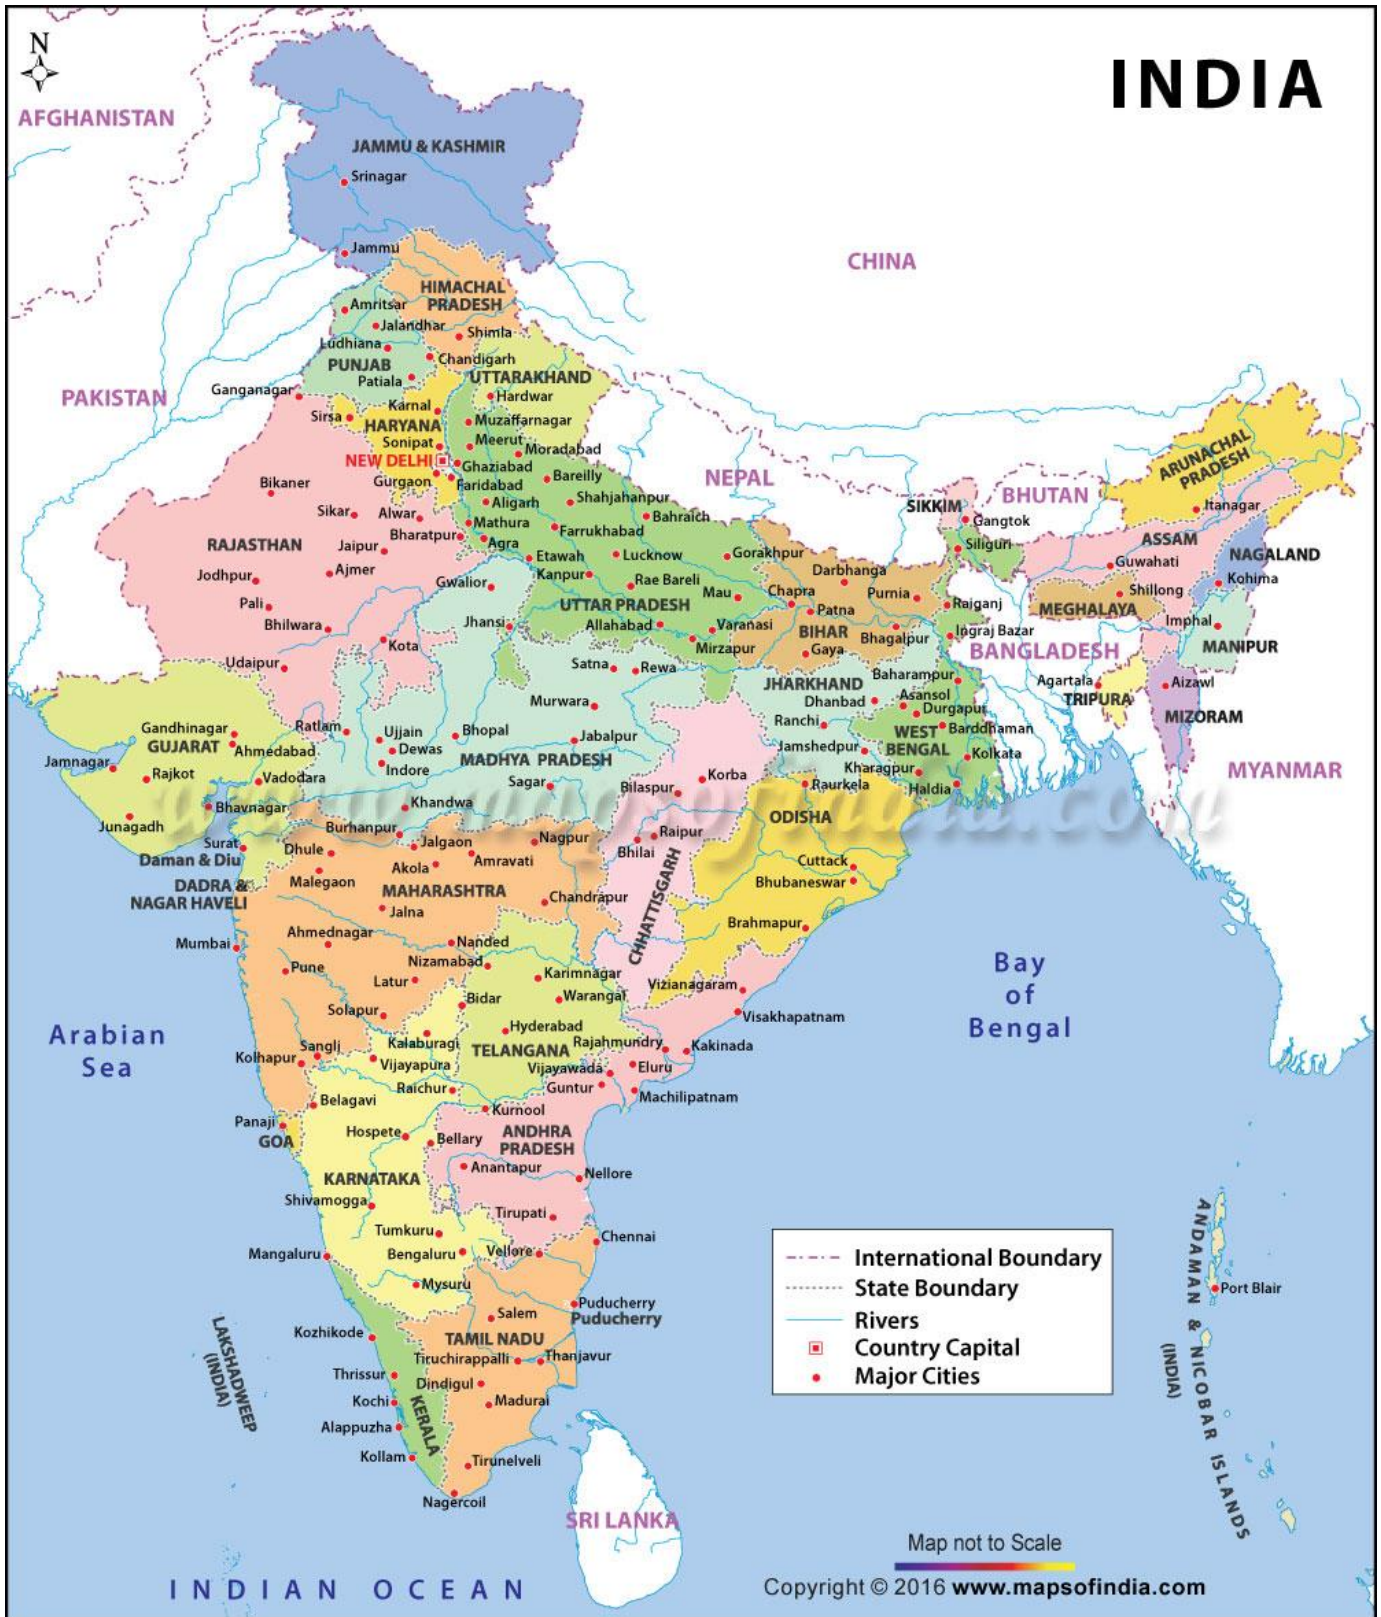 N
INDIA
AFGHANISTAN
JAMMU & KASHMIR
Srinagar
Jammu
CHINA
HIMACHAL
PRADESH
Amritsar
Jalandhar
Shimla
Ludhiana
PUNJAB
Chandigarh
Patiala
UTTARAKHAND
PAKISTAN
Ganganagar
Hardwar
Karnal
Sirsa
HARYANA
Muzaffarnagar
Sonipat
Meerut
Moradabad
NEW DELHI
Ghaziabad
Gurgaon
Faridabad
Bareilly
NEPAL
ARUNACHAL
PRADESH
Bikaner
Aligarh
Shahjahanpur
BHUTAN
SIKKIM
Itanagar
Sikar
Alwar
Mathura
Bahraich
Gangtok
Bharatpur
Farrukhabad
RAJASTHAN
Jaipur
Agra
Siliguri
ASSAM
Etawah
Lucknow
Gorakhpur
NAGALAND
Guwahati
Jodhpur
Ajmer
Gwalior
Kanpur
Rae Bareli
Darbhanga
Kohima
Mau
Chapra
Purnia
Shillong
Pali
UTTAR PRADESH
Patna
Rajganj
MEGHALAYA
Bhilwara
Jhansi
Allahabad
Varanasi
BIHAR
Bhagalpur
Ingraj Bazar
Imphal
Kota
Mirzapur
Gaya
BANGLADESH
MANIPUR
Udaipur
Satna
Rewa
Baharampur
Agartala
Aizawl
JHARKHAND
Dhanbad
Asansol
TRIPURA
Murwara
Durgapur
MIZORAM
Gandhinagar
Ratlam
Ujjain
Bhopal
Ranchi
WEST
BENGAL
Barddhaman
GUJARAT
Ahmedabad
Dewas
Jabalpur
Jamshedpur
Kolkata
Jamnagar
Indore
MADHYA PRADESH
Kharagpur
MYANMAR
Rajkot
Vadodara
Sagar
Korba
Bilaspur
Raurkela
Haldia
Bhavnagar
Khandwa
www.mapsofindia.com
Junagadh
Burhanpur
ODISHA
Surat
Dhule
Jalgaon
Nagpur
Raipur
Daman & Diu
Akola
Amravati
Bhilai
Cuttack
DADRA &
NAGAR HAVELI
Malegaon
MAHARASHTRA
Bhubaneswar
Chandrapur
CHHATTISGARH
Jalna
Brahmapur
Mumbai
Ahmednagar
Nanded
Nizamabad
Pune
Latur
Karimnagar
Bay
of
Bengal
Vizianagaram
Bidar
Warangal
Solapur
Visakhapatnam
Arabian
Sea
Hyderabad
Kalaburagi
TELANGANA
Rajahmundry
Kakinada
Sangli
Kolhapur
Vijayapura
Vijayawada
Eluru
Raichur
Guntur
Machilipatnam
Belagavi
Kurnool
Panaji
GOA
Hospete
Bellary
ANDHRA
PRADESH
Anantapur
Nellore
KARNATAKA
Shivamogga
Tirupati
Tumkuru
Chennai
Mangaluru
Bengaluru
Vellore
Mysuru
Puducherry
Puducherry
Salem
Kozhikode
TAMIL NADU
Tiruchirappalli
Thanjavur
Thrissur
Dindigul
Kochi
Madurai
KERALA
Alappuzha
Kollam
Tirunelveli
Nagercoil
LAKSHADWEEP
(INDIA)
SRI LANKA
INDIAN OCEAN
International Boundary
State Boundary
Rivers
Country Capital
Major Cities
Port Blair
ANDAMAN & NICOBAR ISLANDS
(INDIA)
Map not to Scale
Copyright © 2016 www.mapsofindia.com